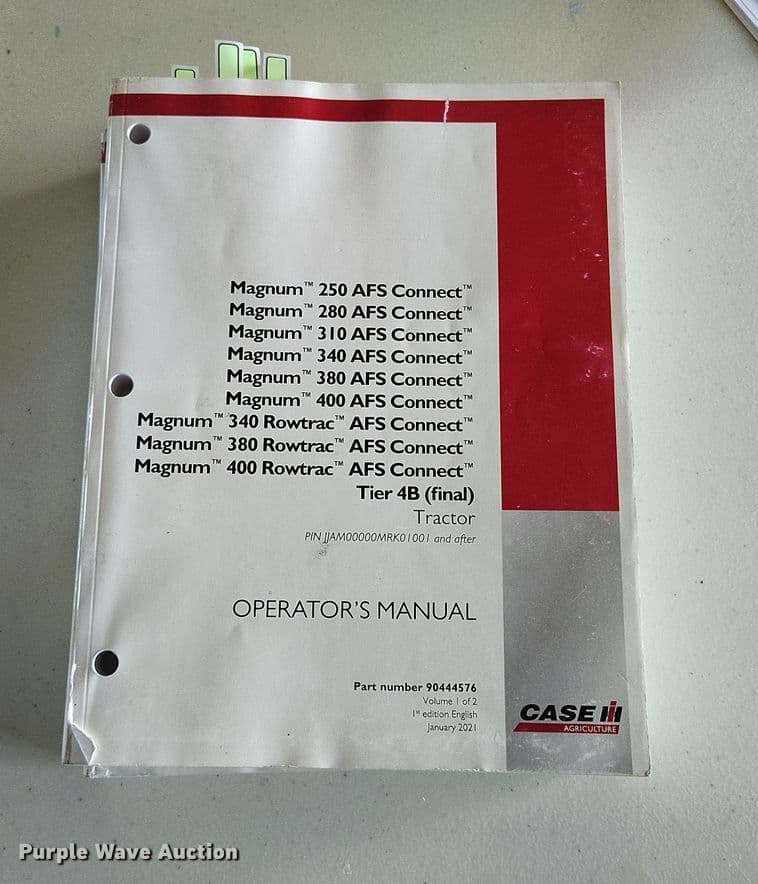 Magnum™ 250 AFS Connect™
Magnum™ 280 AFS Connect™
Magnum™ 310 AFS Connect™
Magnum™ 340 AFS Connect™
Magnum™ 380 AFS Connect™
Magnum™ 400 AFS Connect™
Magnum™ 340 Rowtrac™ AFS Connect™
Magnum™ 380 Rowtrac™ AFS Connect™
Magnum™ 400 Rowtrac™ AFS Connect™
Tier 4B (final)
Tractor
PIN JJAM00000MRK01001 and after
OPERATOR'S MANUAL
Part number 90444576
Volume 1 of 2
1st edition English
January 2021
CASE IH
AGRICULTURE
Purple Wave Auction